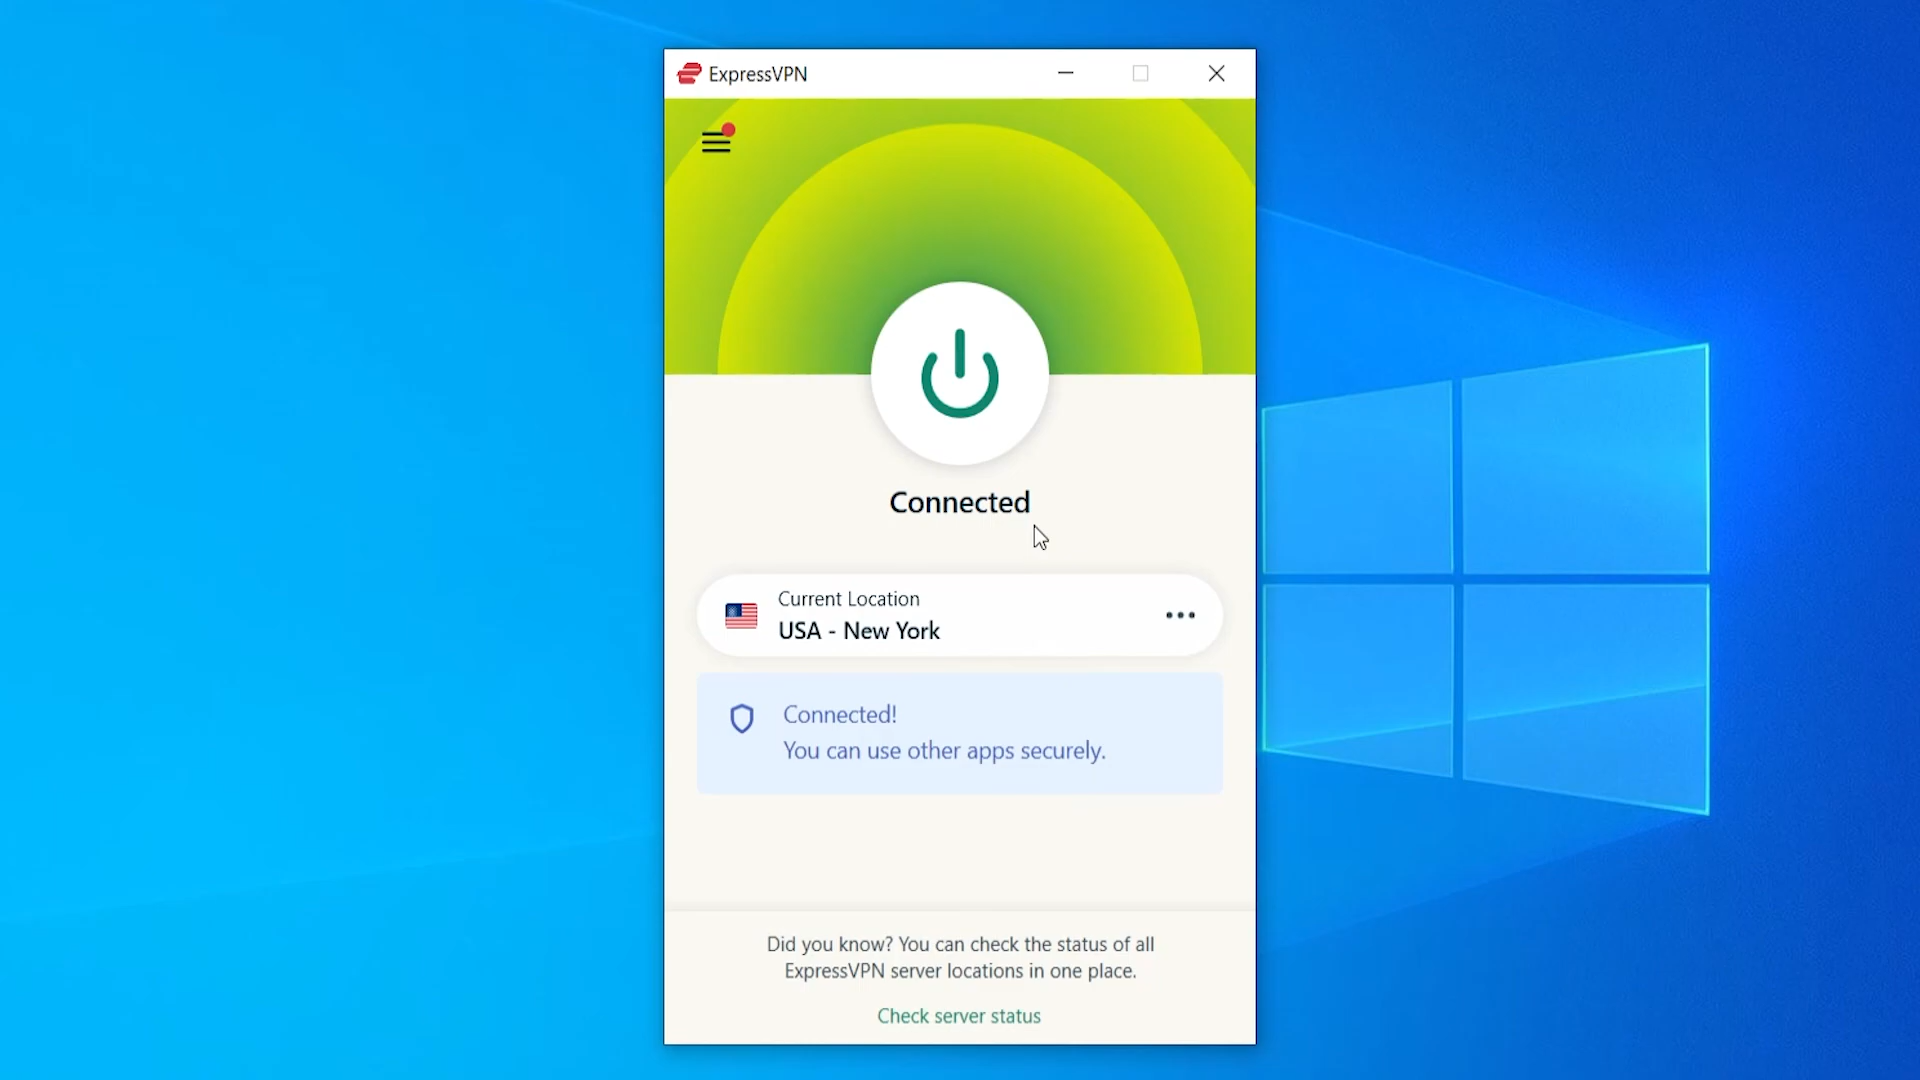 ExpressVPN
Connected
Current Location
USA - New York
Connected!
You can use other apps securely.
Did you know? You can check the status of all
ExpressVPN server locations in one place.
Check server status